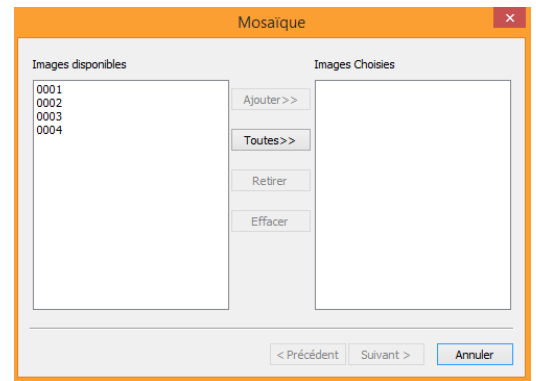 Mosaïque
Images disponibles
Images Choisies
0001
0002
0003
0004
Ajouter>>
Toutes>>
Retirer
Effacer
< Précédent
Suivant >
Annuler